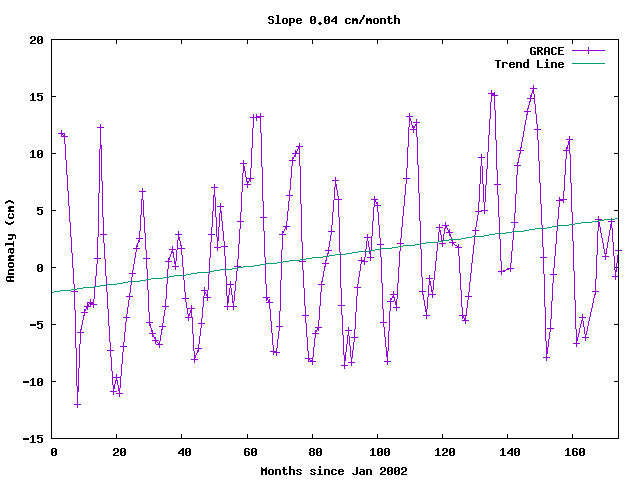 Slope 0.04 cm/month
GRACE
Trend Line
20
15
10
5
0
-5
-10
-15
Anomaly (cm)
0 20 40 60 80 100 120 140 160
Months since Jan 2002